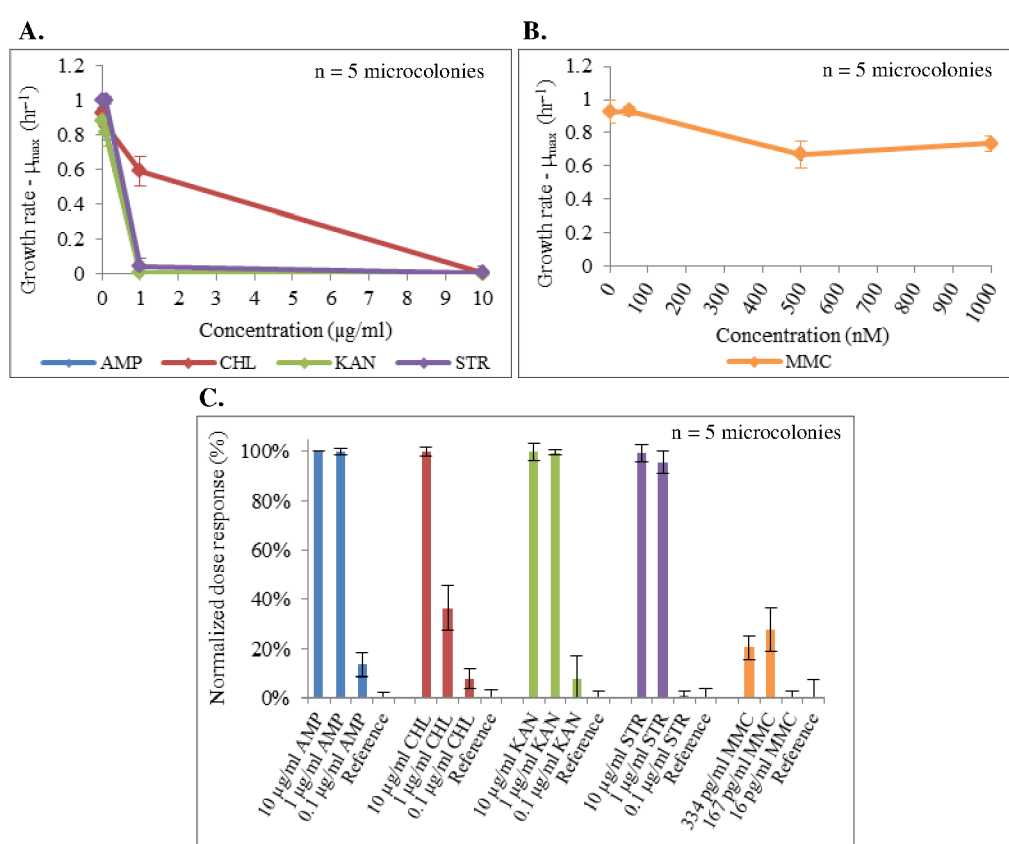 A.
n = 5 microcolonies
Growth rate - μmax (hr⁻¹)
1.2
1
0.8
0.6
0.4
0.2
0
0 1 2 3 4 5 6 7 8 9 10
Concentration (μg/ml)
AMP CHL KAN STR
B.
n = 5 microcolonies
Growth rate - μmax (hr⁻¹)
1.2
1
0.8
0.6
0.4
0.2
0
0 100 200 300 400 500 600 700 800 900 1000
Concentration (nM)
MMC
C.
n = 5 microcolonies
Normalized dose response (%)
100%
80%
60%
40%
20%
0%
10 μg/ml AMP
1 μg/ml AMP
0.1 μg/ml AMP
Reference
10 μg/ml CHL
1 μg/ml CHL
0.1 μg/ml CHL
Reference
10 μg/ml KAN
1 μg/ml KAN
0.1 μg/ml KAN
Reference
10 μg/ml STR
1 μg/ml STR
0.1 μg/ml STR
Reference
334 pg/ml MMC
167 pg/ml MMC
16 pg/ml MMC
Reference